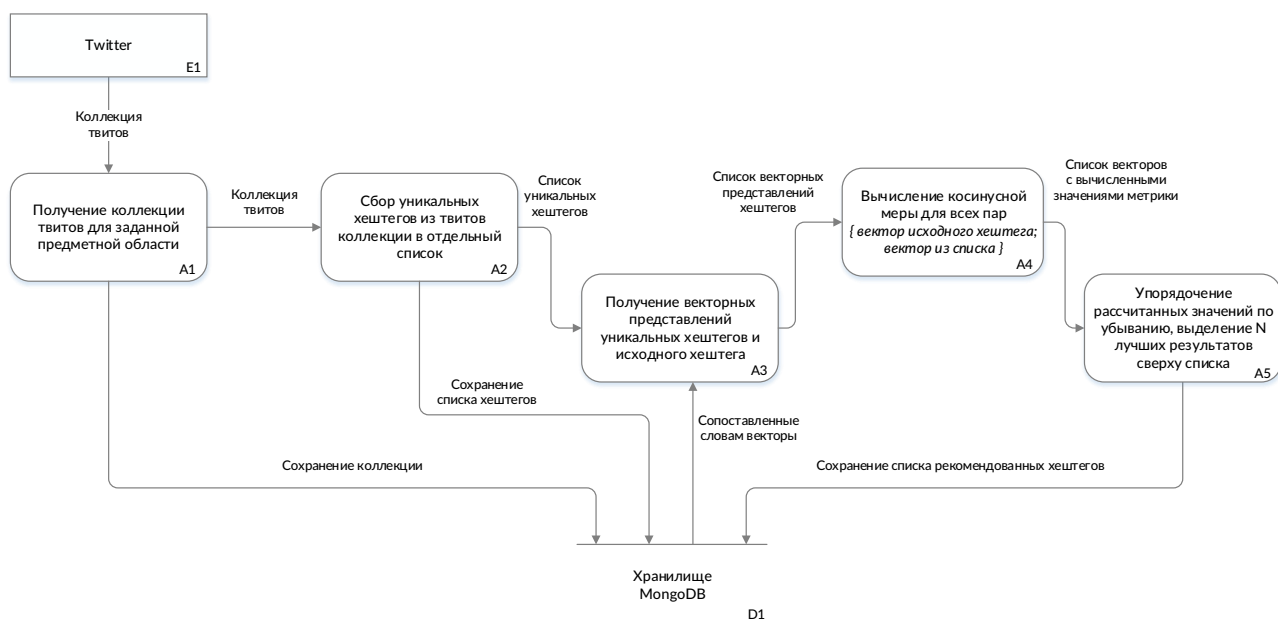 Twitter
E1
Коллекция
твитов
Получение коллекции
твитов для заданной
предметной области
A1
Коллекция
твитов
Сбор уникальных
хештегов из твитов
коллекции в отдельный
список
A2
Список
уникальных
хештегов
Получение векторных
представлений
уникальных хештегов и
исходного хештега
A3
Список векторных
представлений
хештегов
Вычисление косинусной
меры для всех пар
{ вектор исходного хештега;
вектор из списка }
A4
Список векторов
с вычисленными
значениями метрики
Упорядочение
рассчитанных значений по
убыванию, выделение N
лучших результатов
сверху списка
A5
Сохранение
списка хештегов
Сопоставленные
словам векторы
Сохранение коллекции
Сохранение списка рекомендованных хештегов
Хранилище
MongoDB
D1